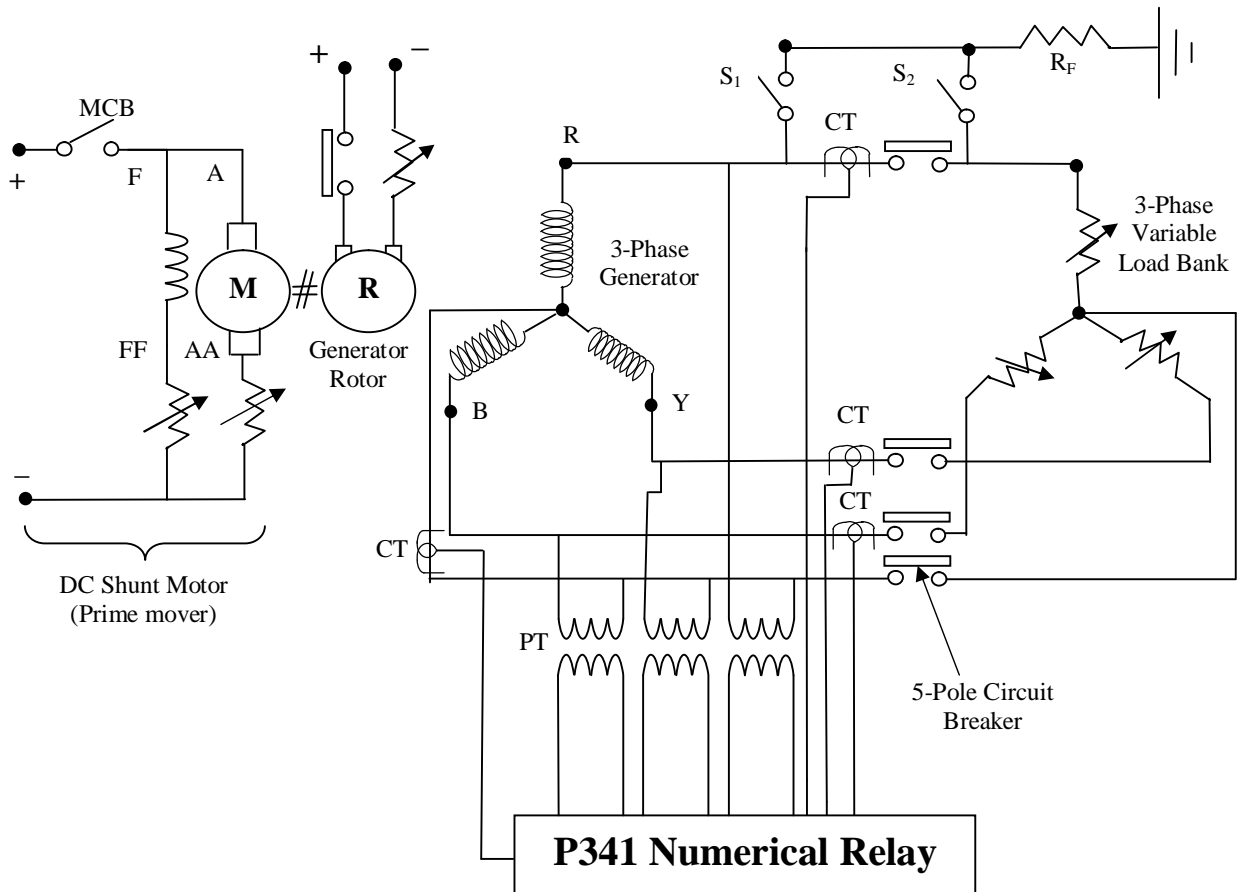 +
−
S₁
S₂
R_F
MCB
CT
R
F
A
+
3-Phase
Variable
Load Bank
3-Phase
Generator
M
R
FF
AA
Generator
Rotor
B
Y
CT
−
CT
CT
DC Shunt Motor
(Prime mover)
PT
5-Pole Circuit
Breaker
P341 Numerical Relay